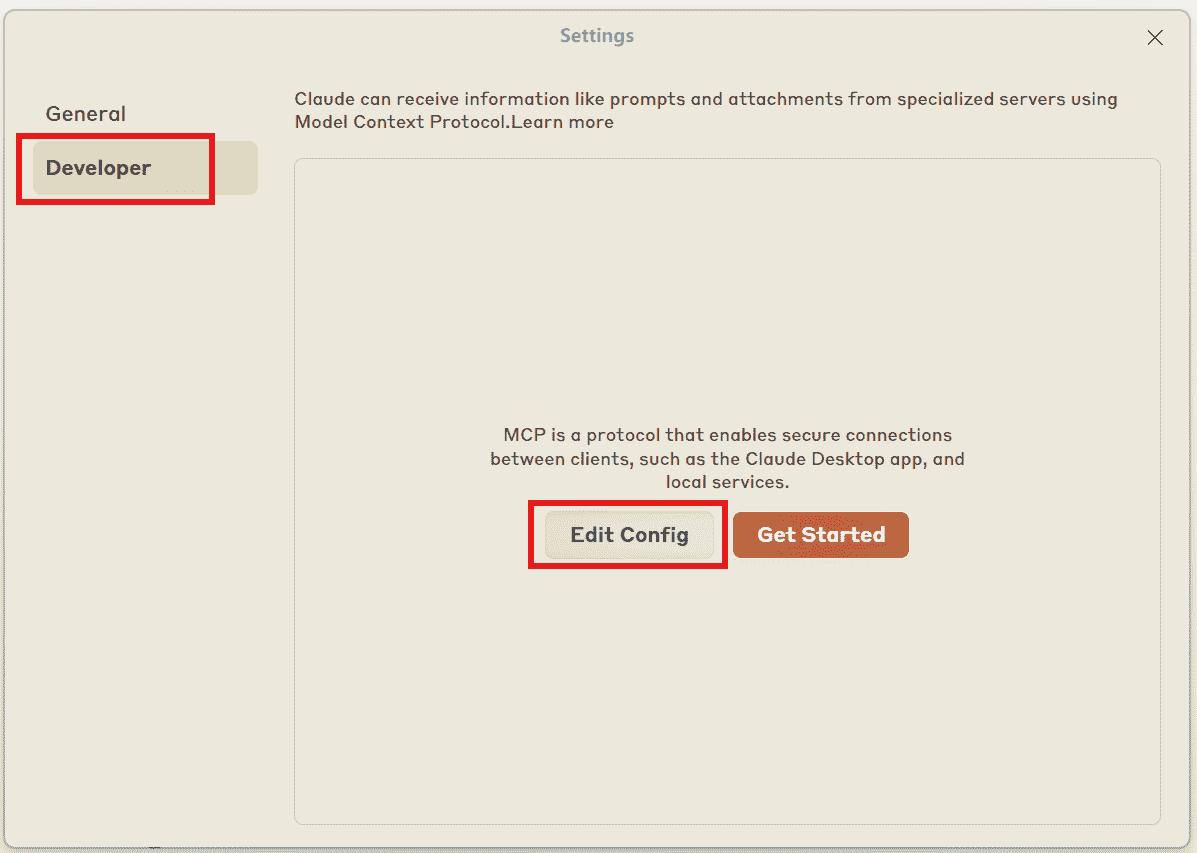 Settings
General
Developer
Claude can receive information like prompts and attachments from specialized servers using
Model Context Protocol.Learn more
MCP is a protocol that enables secure connections
between clients, such as the Claude Desktop app, and
local services.
Edit Config
Get Started